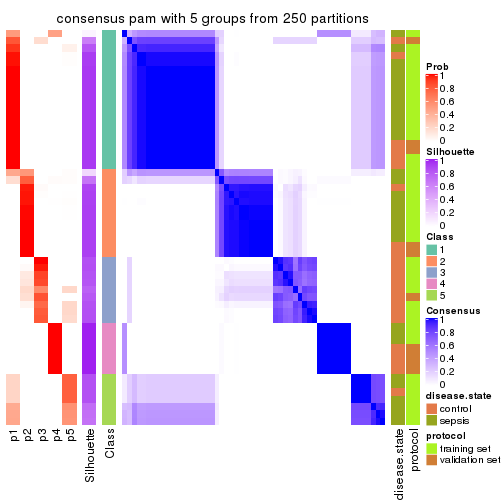 consensus pam with 5 groups from 250 partitions
Prob
1
0.8
0.6
0.4
0.2
0
Silhouette
1
0.8
0.6
0.4
0.2
0
Class
1
2
3
4
5
Consensus
1
0.8
0.6
0.4
0.2
0
disease.state
control
sepsis
protocol
training set
validation set
p1
p2
p3
p4
p5
Silhouette
Class
disease.state
protocol